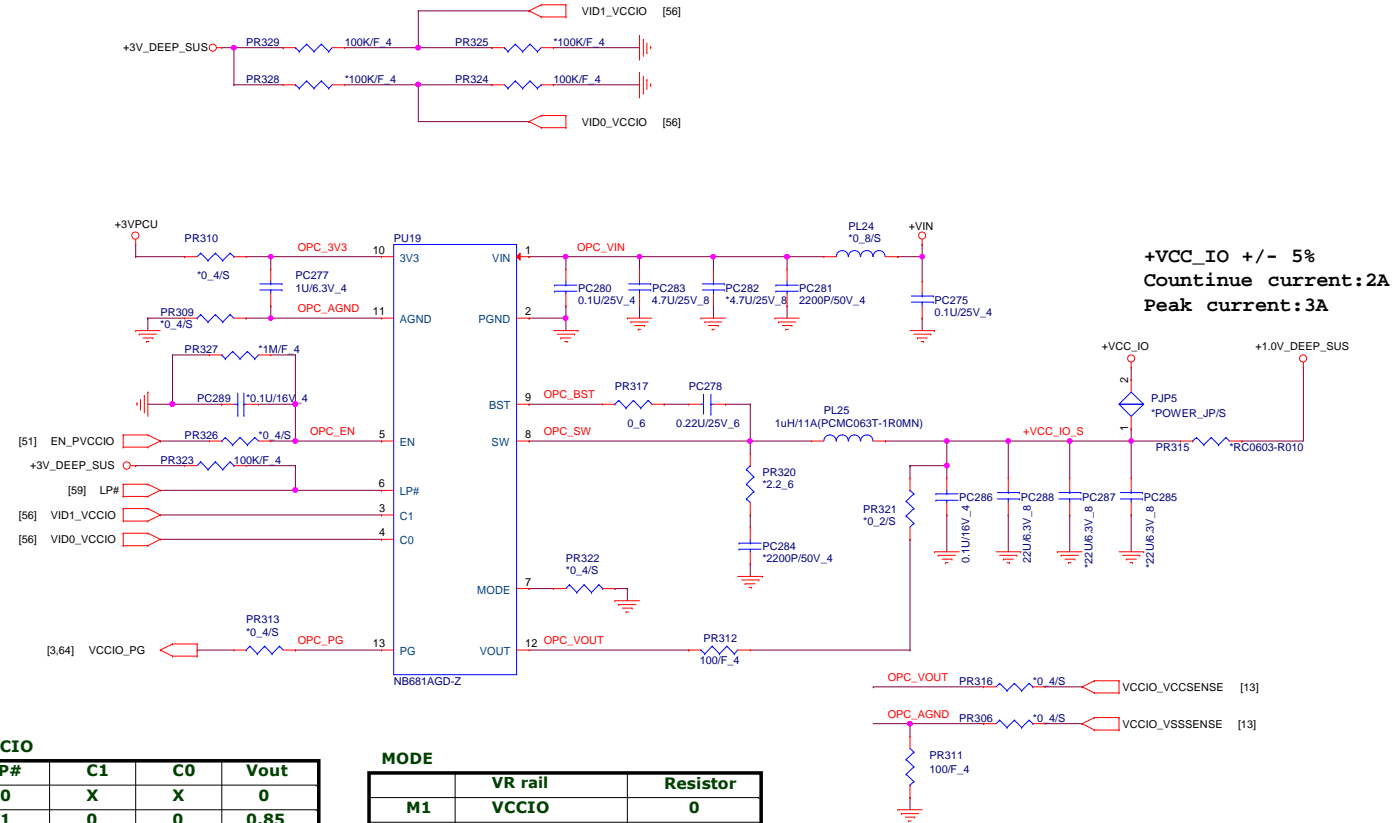 VID1_VCCIO [56]
+3V_DEEP_SUS PR329 100K/F_4 PR325 *100K/F_4
PR328 *100K/F_4 PR324 100K/F_4
VID0_VCCIO [56]
+3VPCU
PR310
*0_4/S
OPC_3V3
10
3V3
PC277
1U/6.3V_4
PR309
*0_4/S
OPC_AGND
11
AGND
PR327 *1M/F_4
PC289 *0.1U/16V_4
[51] EN_PVCCIO
PR326 *0_4/S
OPC_EN
5
EN
+3V_DEEP_SUS
PR323 100K/F_4
[59] LP#
6
LP#
[56] VID1_VCCIO
3
C1
[56] VID0_VCCIO
4
C0
[3,64] VCCIO_PG
PR313
*0_4/S
OPC_PG
13
PG
PU19
NB681AGD-Z
VIN
1
OPC_VIN
PL24
*0_8/S
+VIN
PC280
0.1U/25V_4
PC283
4.7U/25V_8
PC282
*4.7U/25V_8
PC281
2200P/50V_4
PC275
0.1U/25V_4
PGND
2
BST
9
OPC_BST
PR317
0_6
PC278
0.22U/25V_6
SW
8
OPC_SW
PL25
1uH/11A(PCMC063T-1R0MN)
PR320
*2.2_6
PC284
*2200P/50V_4
MODE
7
PR322
*0_4/S
VOUT
12
OPC_VOUT
PR312
100/F_4
PR321
*0_2/S
+VCC_IO +/- 5%
Countinue current:2A
Peak current:3A
+VCC_IO
+1.0V_DEEP_SUS
2
PJP5
*POWER_JP/S
1
+VCC_IO_S
PR315
*RC0603-R010
PC286
0.1U/16V_4
PC288
22U/6.3V_8
PC287
*22U/6.3V_8
PC285
*22U/6.3V_8
OPC_VOUT PR316 *0_4/S VCCIO_VCCSENSE [13]
OPC_AGND PR306 *0_4/S VCCIO_VSSSENSE [13]
PR311
100/F_4
CIO
P# C1 C0 Vout
0 X X 0
1 0 0 0.85
MODE
VR rail Resistor
M1 VCCIO 0